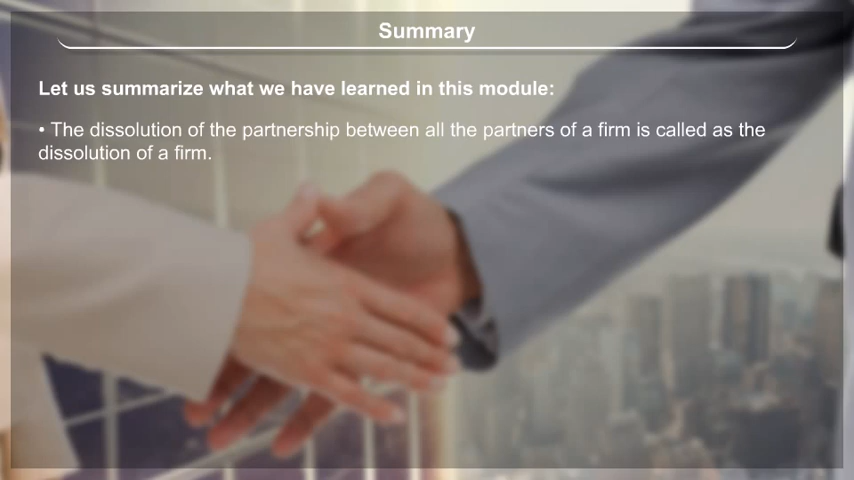 Summary
Let us summarize what we have learned in this module:
• The dissolution of the partnership between all the partners of a firm is called as the
dissolution of a firm.